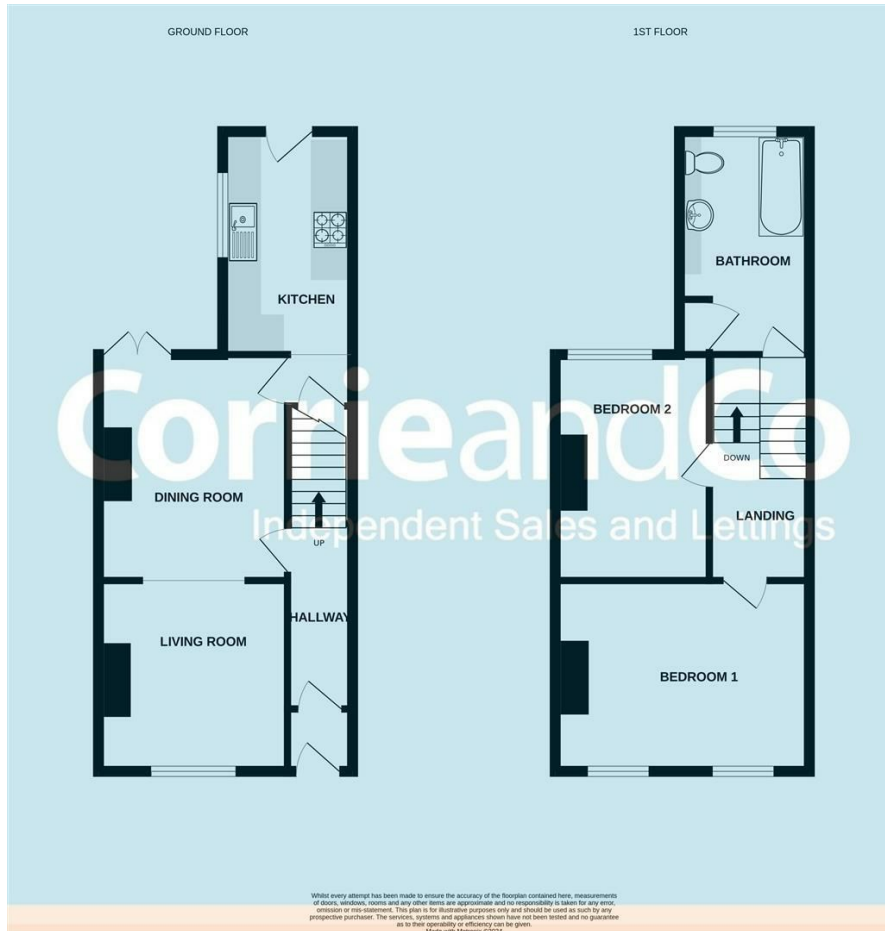 GROUND FLOOR
1ST FLOOR
KITCHEN
BATHROOM
BEDROOM 2
CorrieandCo
DOWN
DINING ROOM
LANDING
Independent Sales and Lettings
UP
HALLWAY
LIVING ROOM
BEDROOM 1
Whilst every attempt has been made to ensure the accuracy of the floorplan contained here, measurements
of doors, windows, rooms and any other items are approximate and no responsibility is taken for any error,
omission or mis-statement. This plan is for illustrative purposes only and should be used as such by any
prospective purchaser. The services, systems and appliances shown have not been tested and no guarantee
as to their operability or efficiency can be given.
Made with Metropix ©2024